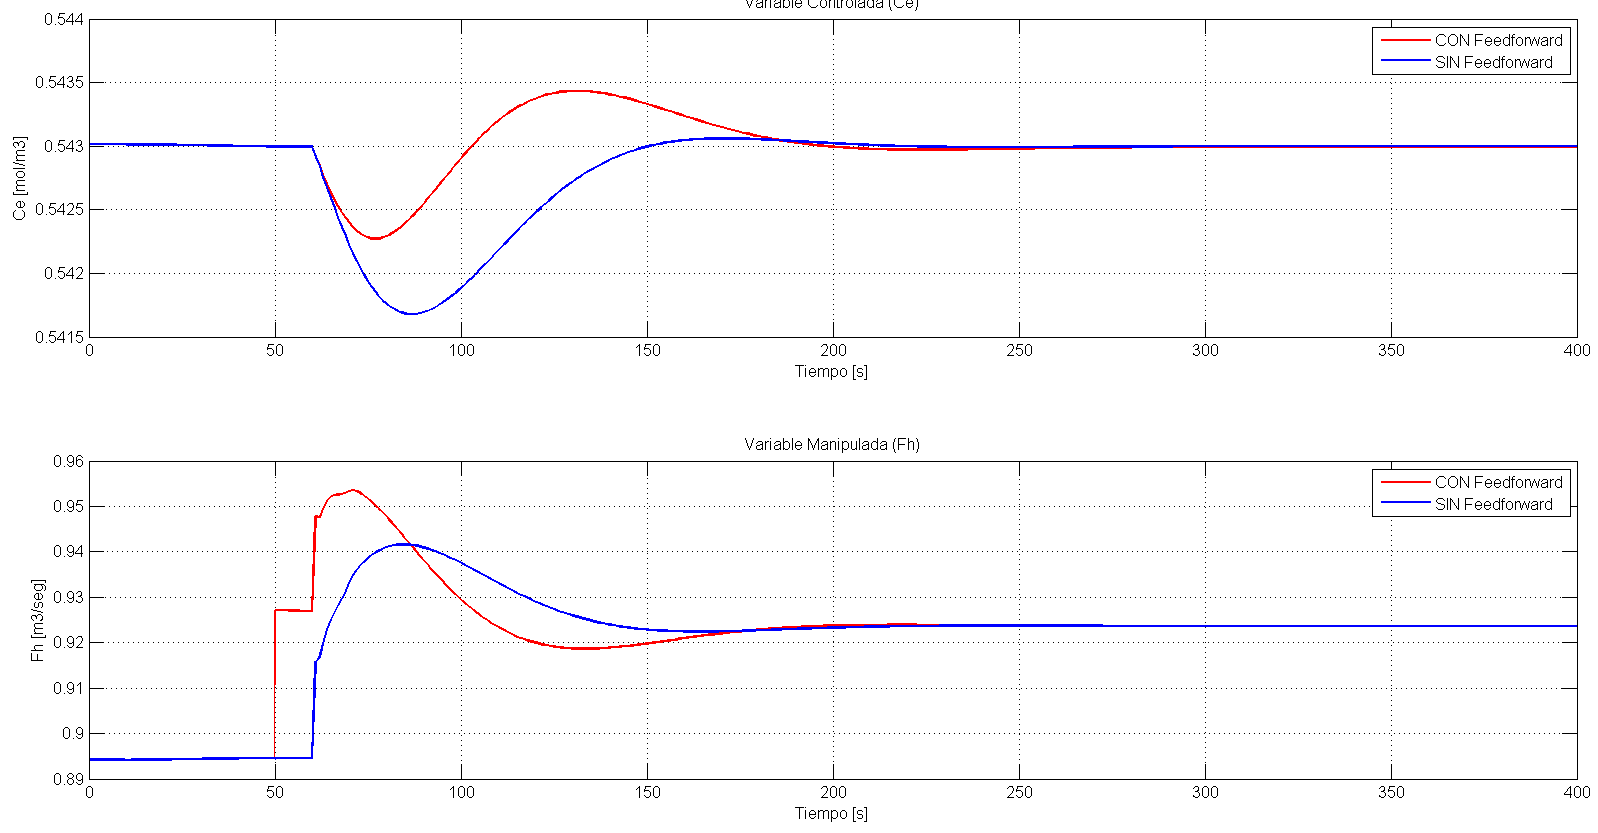 Variable Controlada (Ce)
0.544
0.5435
0.543
0.5425
0.542
0.5415
Ce [mol/m3]
CON Feedforward
SIN Feedforward
0 50 100 150 200 250 300 350 400
Tiempo [s]
Variable Manipulada (Fh)
0.96
0.95
0.94
0.93
0.92
0.91
0.9
0.89
Fh [m3/seg]
CON Feedforward
SIN Feedforward
0 50 100 150 200 250 300 350 400
Tiempo [s]